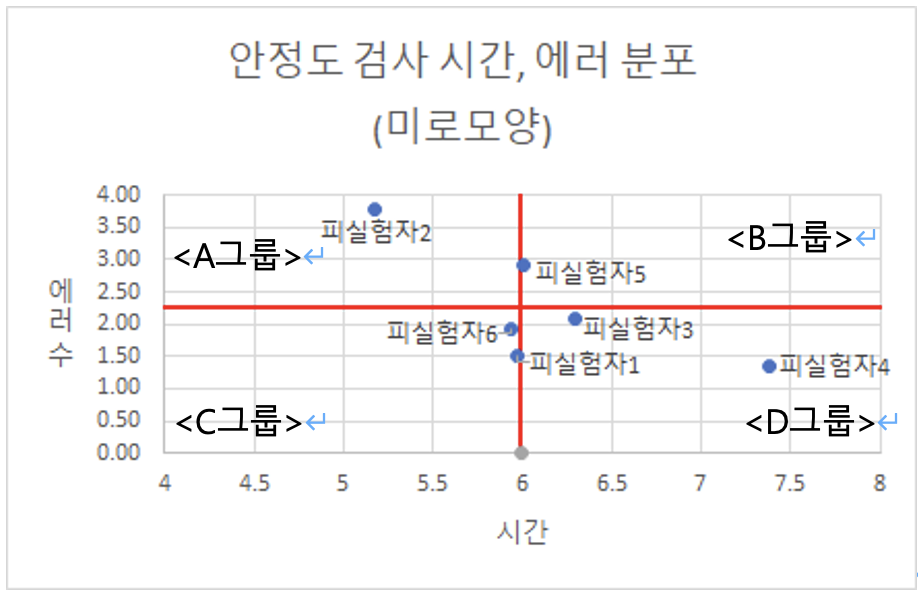 안정도 검사 시간, 에러 분포
(미로모양)
4.00
3.50
3.00
2.50
2.00
1.50
1.00
0.50
0.00
에러수
피실험자2
<A그룹>↵
<B그룹>↵
피실험자5
피실험자6
피실험자3
피실험자1
피실험자4
<C그룹>↵
<D그룹>↵
4 4.5 5 5.5 6 6.5 7 7.5 8
시간